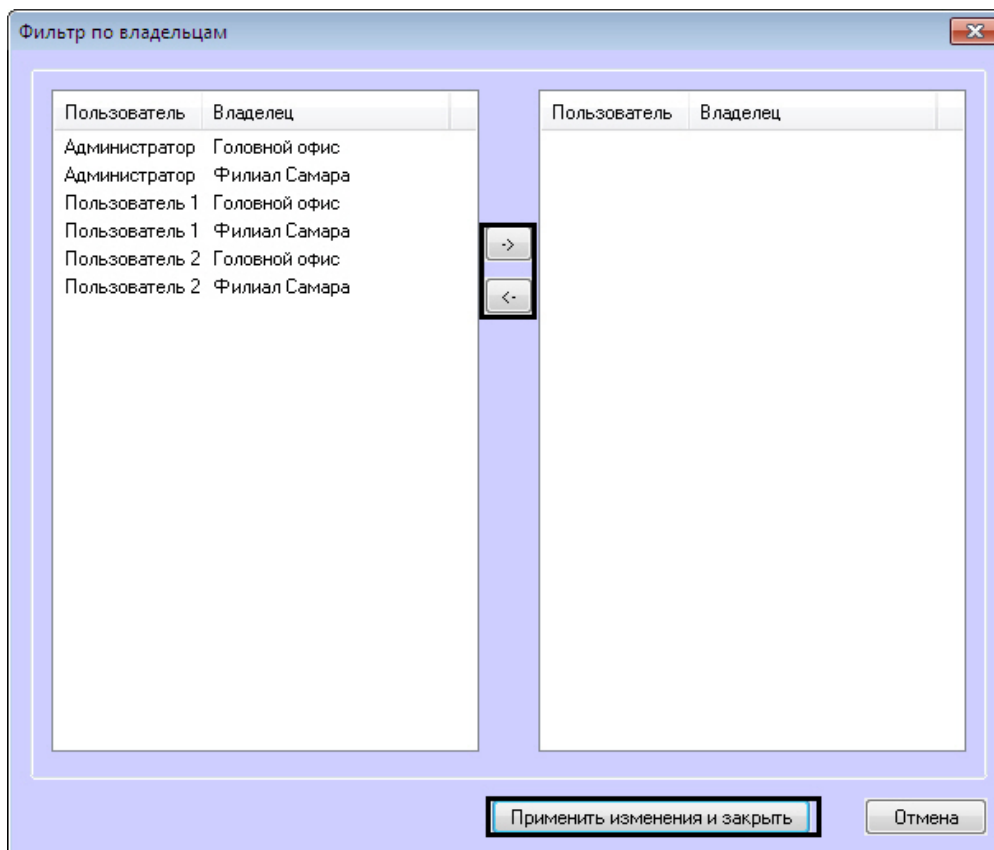 Фильтр по владельцам
Пользователь Владелец
Администратор Головной офис
Администратор Филиал Самара
Пользователь 1 Головной офис
Пользователь 1 Филиал Самара
Пользователь 2 Головной офис
Пользователь 2 Филиал Самара
->
<-
Пользователь Владелец
Применить изменения и закрыть Отмена